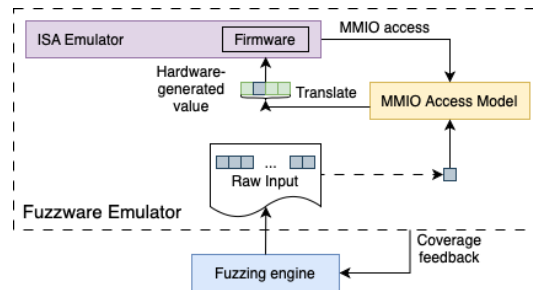 ISA Emulator
Firmware
MMIO access
Hardware-
generated
value
Translate
MMIO Access Model
...
Raw Input
Fuzzware Emulator
Coverage
feedback
Fuzzing engine